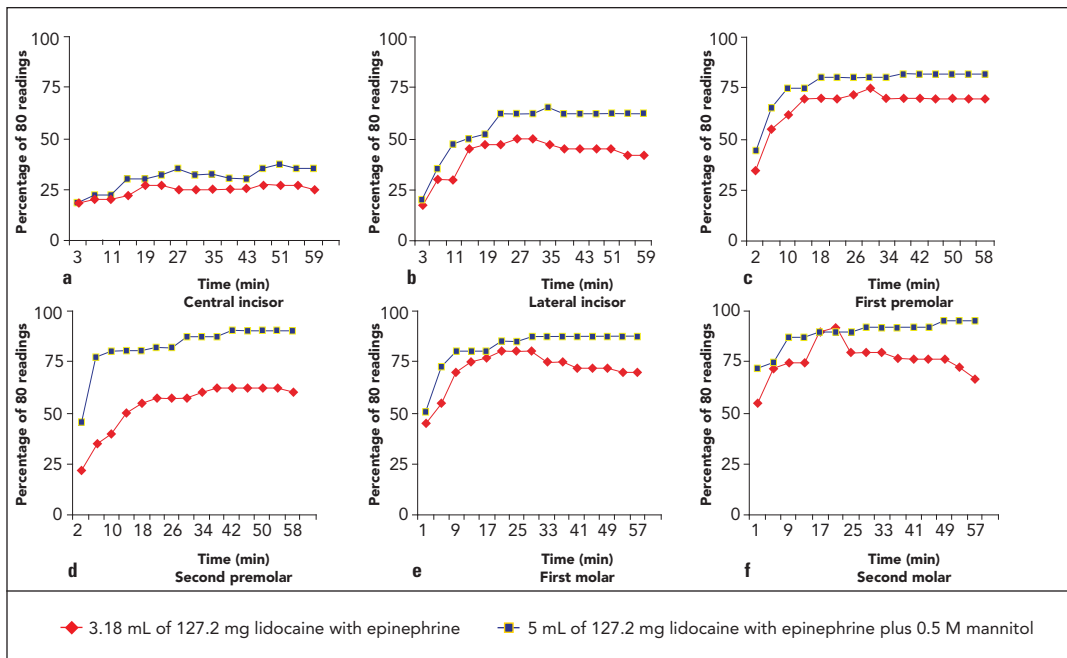 Percentage of 80 readings
100
75
50
25
0
3 11 19 27 35 43 51 59
Time (min)
a
Central incisor
Percentage of 80 readings
100
75
50
25
0
3 11 19 27 35 43 51 59
Time (min)
b
Lateral incisor
Percentage of 80 readings
100
75
50
25
0
2 10 18 26 34 42 50 58
Time (min)
c
First premolar
Percentage of 80 readings
100
75
50
25
0
2 10 18 26 34 42 50 58
Time (min)
d
Second premolar
Percentage of 80 readings
100
75
50
25
0
1 9 17 25 33 41 49 57
Time (min)
e
First molar
Percentage of 80 readings
100
75
50
25
0
1 9 17 25 33 41 49 57
Time (min)
f
Second molar
3.18 mL of 127.2 mg lidocaine with epinephrine
5 mL of 127.2 mg lidocaine with epinephrine plus 0.5 M mannitol